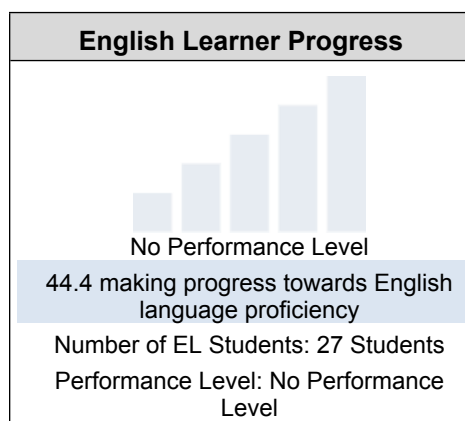 English Learner Progress
No Performance Level
44.4 making progress towards English
language proficiency
Number of EL Students: 27 Students
Performance Level: No Performance
Level